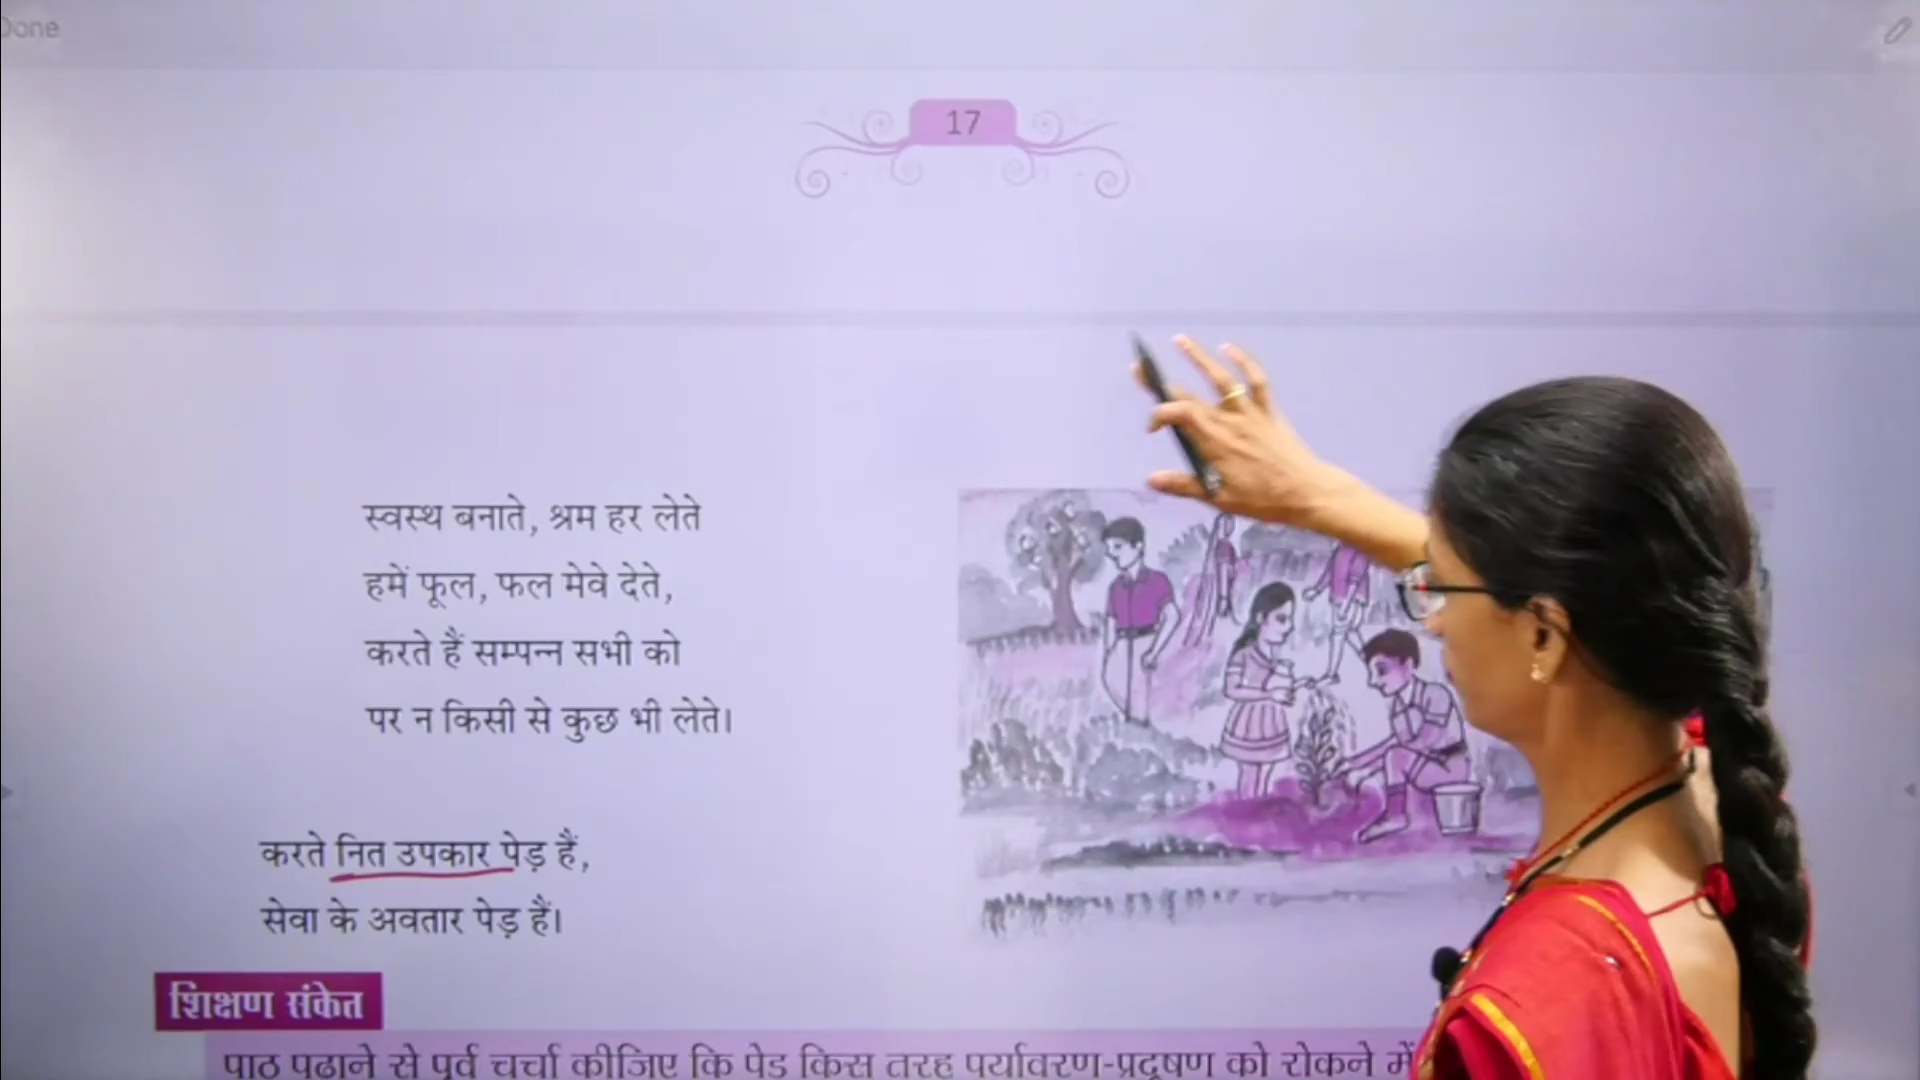 Done
17
स्वस्थ बनाते, श्रम हर लेते
हमें फूल, फल मेवे देते,
करते हैं सम्पन्न सभी को
पर न किसी से कुछ भी लेते।
करते नित उपकार पेड़ हैं,
सेवा के अवतार पेड़ हैं।
शिक्षण संकेत
पाठ पढ़ाने से पूर्व चर्चा कीजिए कि पेड़ किस तरह पर्यावरण-प्रदूषण को रोकने में